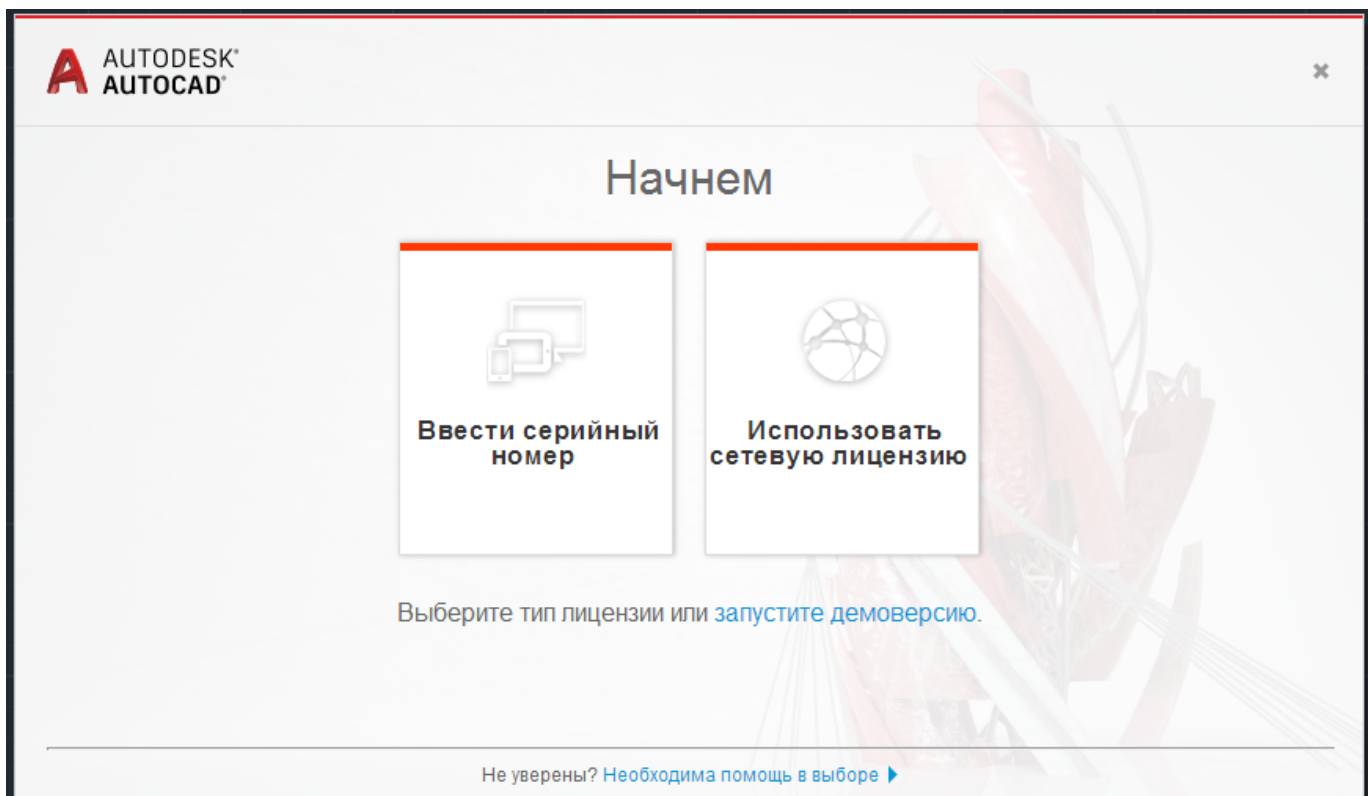 AUTODESK®
AUTOCAD®
Начнем
Ввести серийный
номер
Использовать
сетевую лицензию
Выберите тип лицензии или запустите демоверсию.
Не уверены? Необходима помощь в выборе